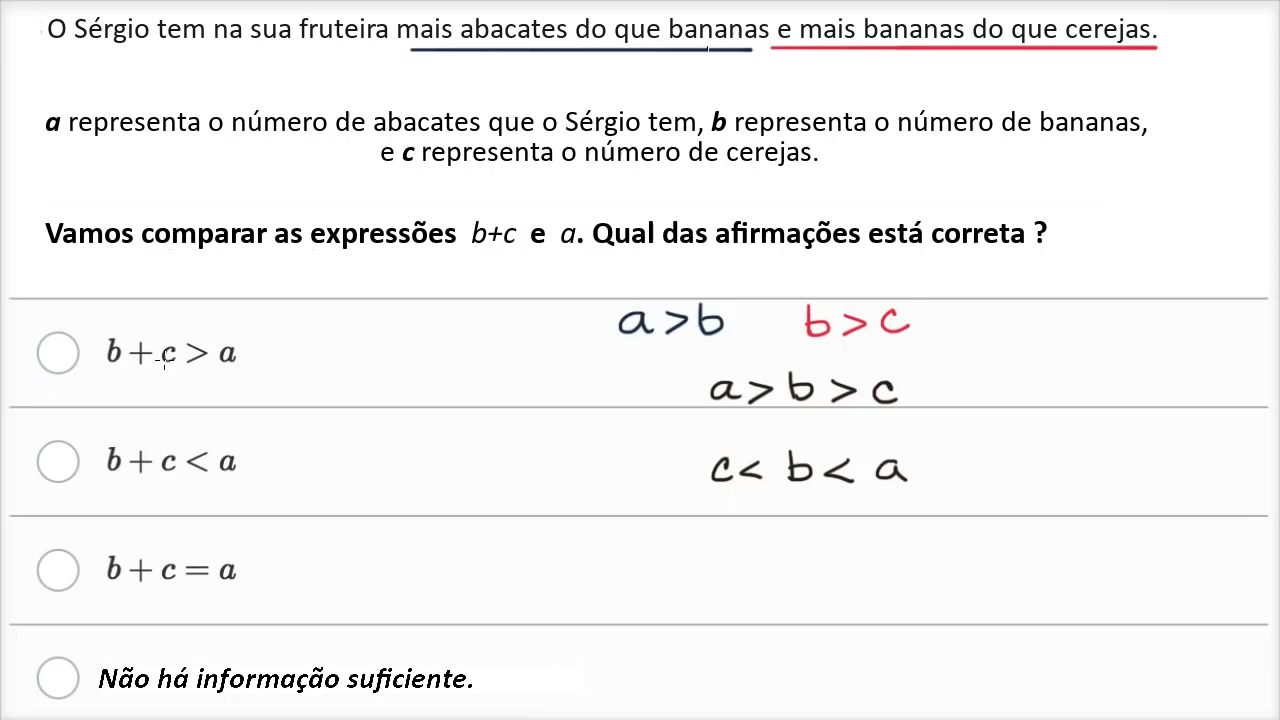 O Sérgio tem na sua fruteira mais abacates do que bananas e mais bananas do que cerejas.
a representa o número de abacates que o Sérgio tem, b representa o número de bananas,
e c representa o número de cerejas.
Vamos comparar as expressões b+c e a. Qual das afirmações está correta ?
a > b b > c
b + c > a
a > b > c
b + c < a
c < b < a
b + c = a
Não há informação suficiente.